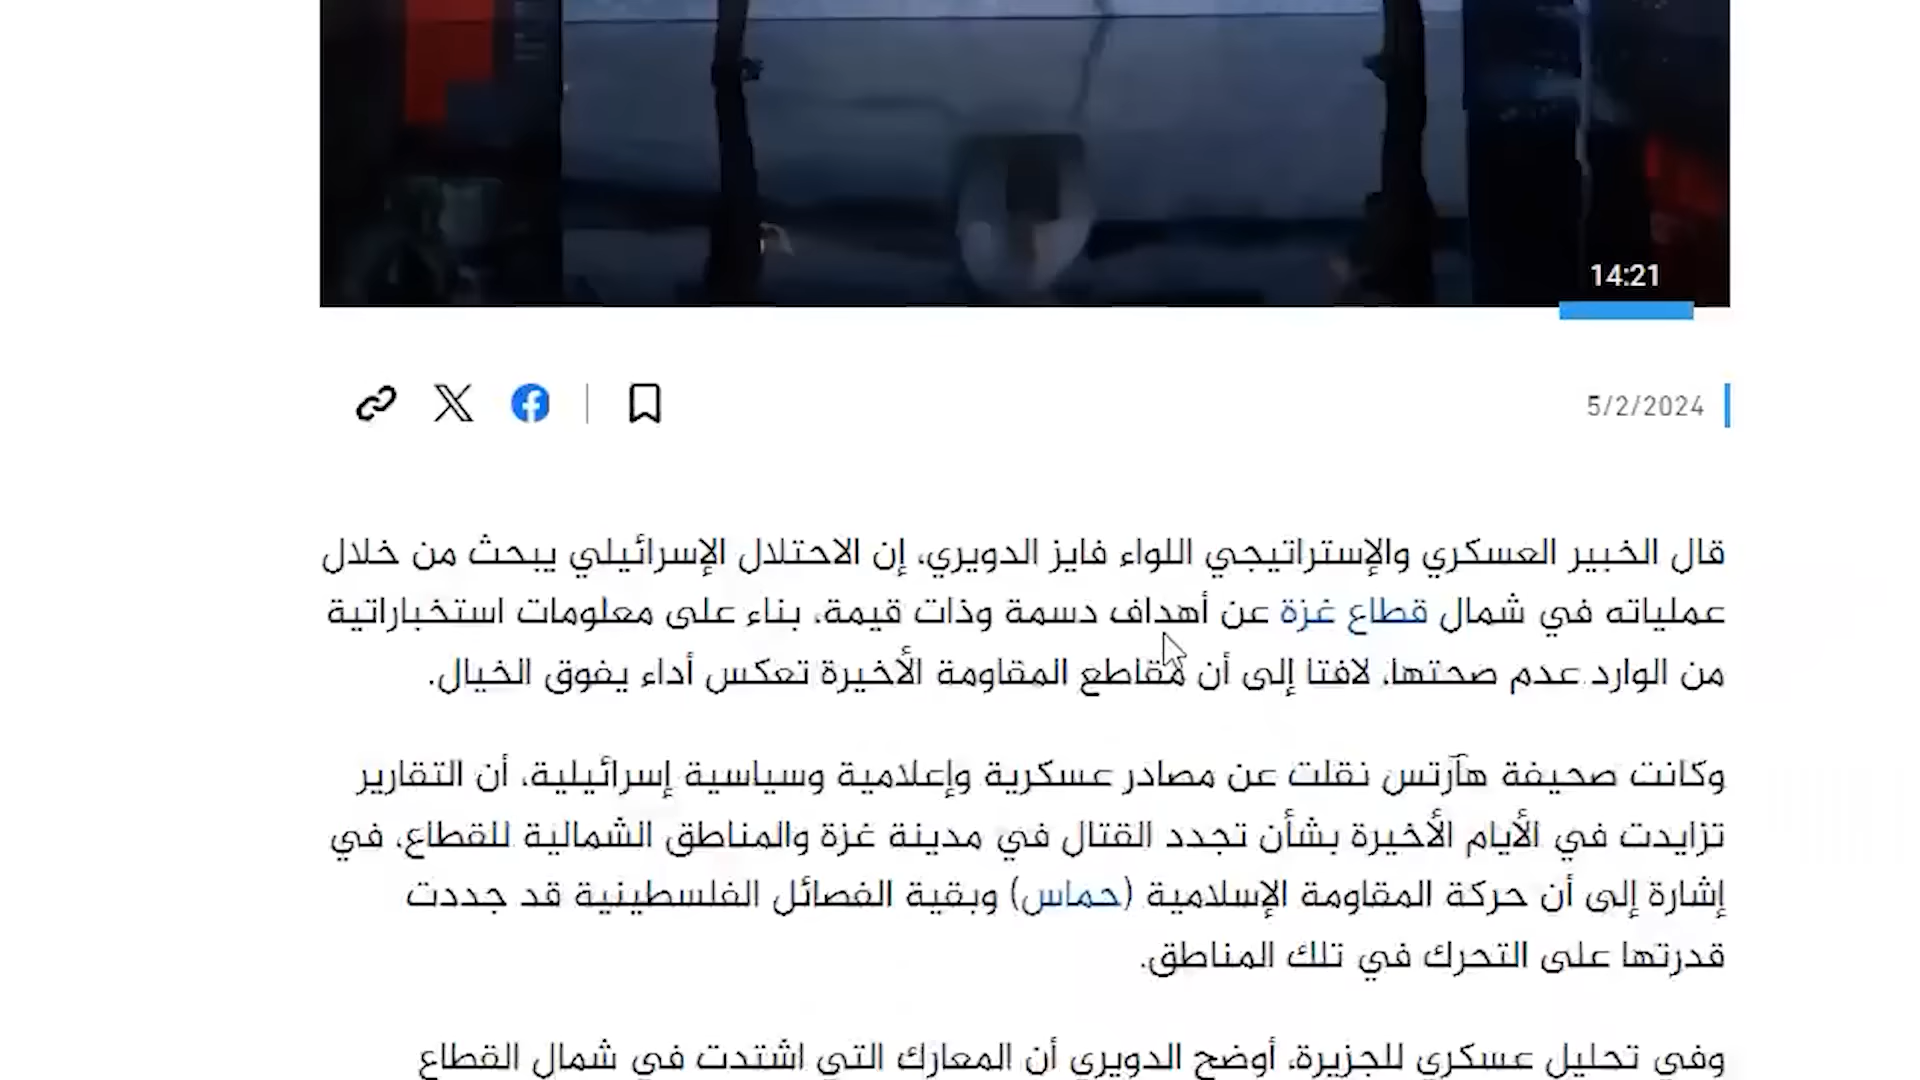 14:21
5/2/2024
قال الخبير العسكري والإستراتيجي اللواء فايز الدويري، إن الاحتلال الإسرائيلي يبحث من خلال
عملياته في شمال قطاع غزة عن أهداف دسمة وذات قيمة، بناء على معلومات استخباراتية
من الوارد عدم صحتها، لافتا إلى أن مقاطع المقاومة الأخيرة تعكس أداء يفوق الخيال.
وكانت صحيفة هآرتس نقلت عن مصادر عسكرية وإعلامية وسياسية إسرائيلية، أن التقارير
تزايدت في الأيام الأخيرة بشأن تجدد القتال في مدينة غزة والمناطق الشمالية للقطاع، في
إشارة إلى أن حركة المقاومة الإسلامية (حماس) وبقية الفصائل الفلسطينية قد جددت
قدرتها على التحرك في تلك المناطق.
وفي تحليل عسكري للجزيرة، أوضح الدويري أن المعارك التي اشتدت في شمال القطاع